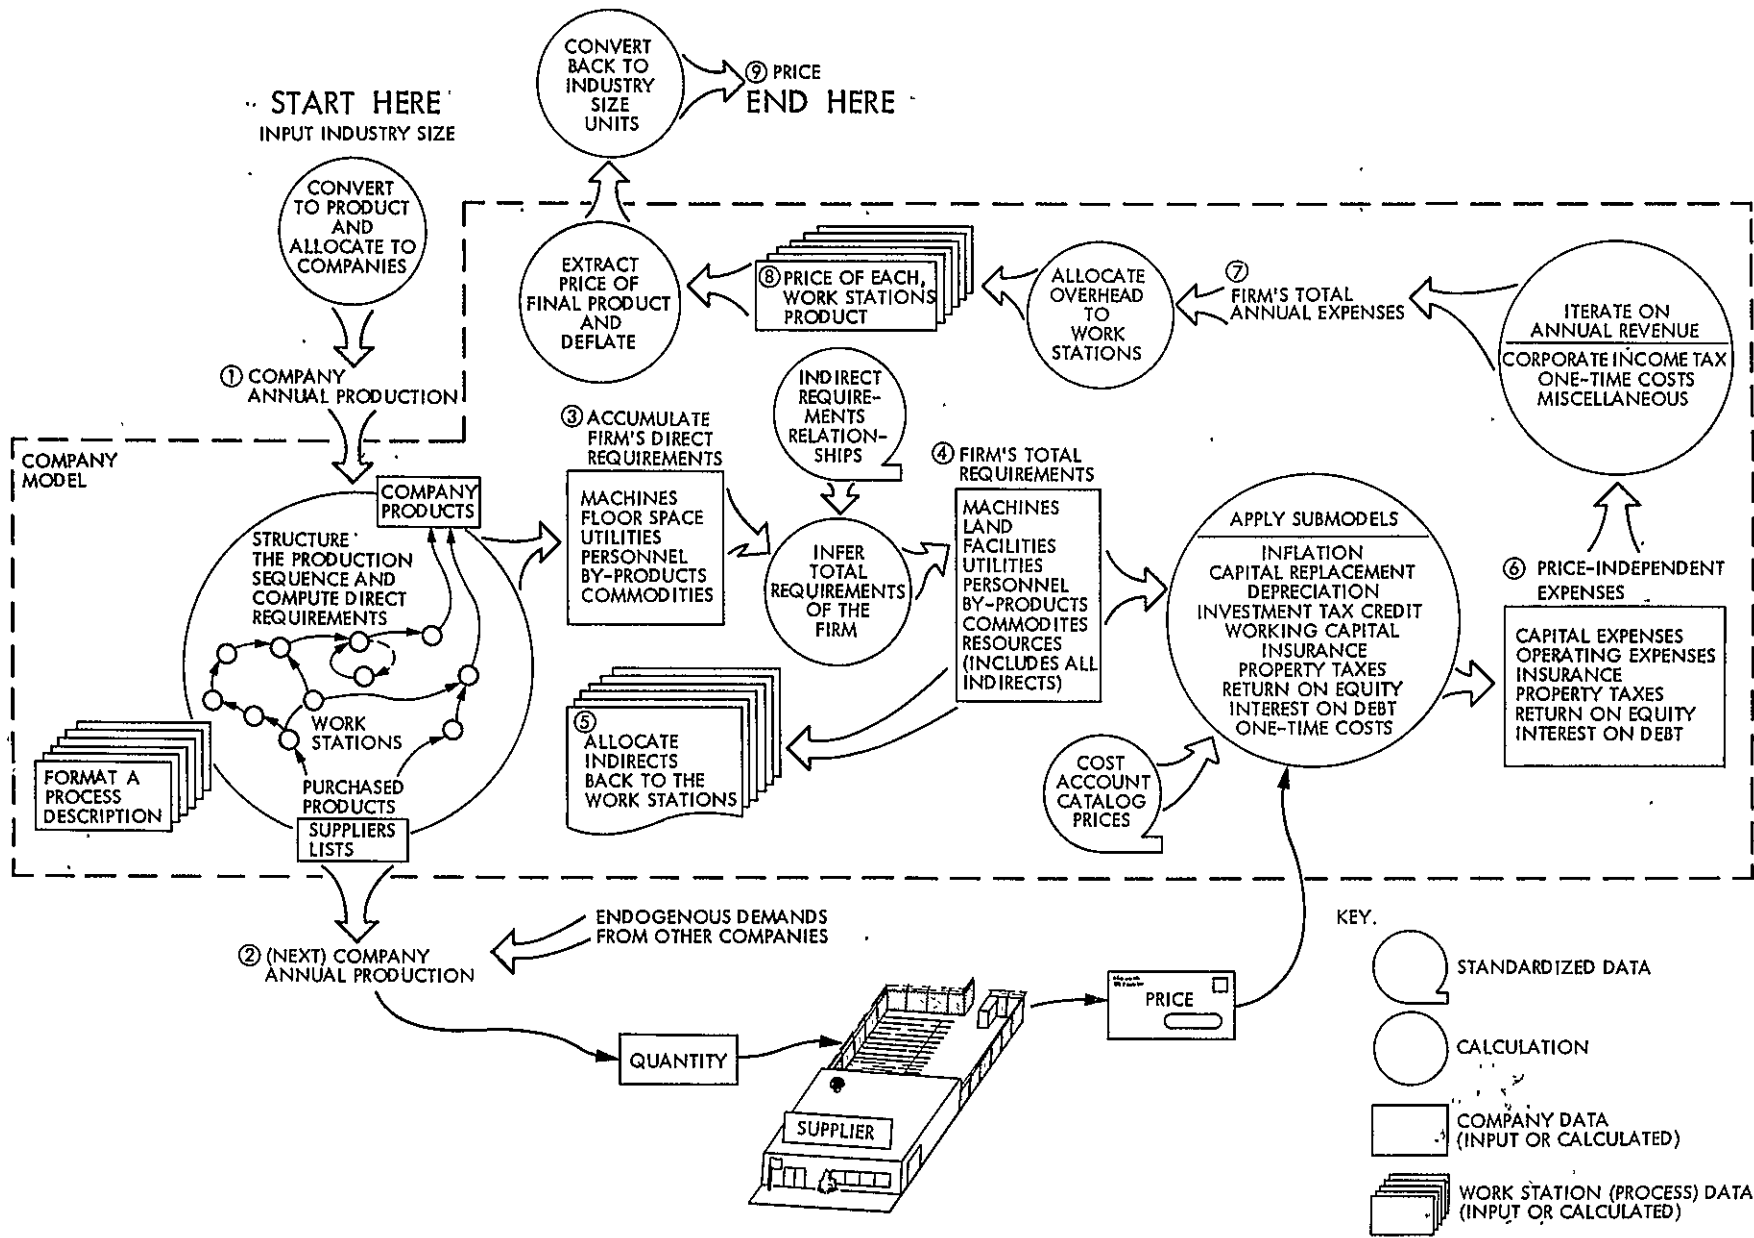 START HERE
INPUT INDUSTRY SIZE
CONVERT
TO PRODUCT
AND
ALLOCATE TO
COMPANIES
① COMPANY
ANNUAL PRODUCTION
CONVERT
BACK TO
INDUSTRY
SIZE
UNITS
⑨ PRICE
END HERE
EXTRACT
PRICE OF
FINAL PRODUCT
AND
DEFLATE
⑧ PRICE OF EACH,
WORK STATIONS
PRODUCT
ALLOCATE
OVERHEAD
TO
WORK
STATIONS
⑦
FIRM'S TOTAL
ANNUAL EXPENSES
ITERATE ON
ANNUAL REVENUE
CORPORATE INCOME TAX
ONE-TIME COSTS
MISCELLANEOUS
COMPANY
MODEL
COMPANY
PRODUCTS
STRUCTURE
THE PRODUCTION
SEQUENCE AND
COMPUTE DIRECT
REQUIREMENTS
WORK
STATIONS
FORMAT A
PROCESS
DESCRIPTION
PURCHASED
PRODUCTS
SUPPLIERS
LISTS
③ ACCUMULATE
FIRM'S DIRECT
REQUIREMENTS
MACHINES
FLOOR SPACE
UTILITIES
PERSONNEL
BY-PRODUCTS
COMMODITIES
INDIRECT
REQUIRE-
MENTS
RELATION-
SHIPS
INFER
TOTAL
REQUIREMENTS
OF THE
FIRM
④ FIRM'S TOTAL
REQUIREMENTS
MACHINES
LAND
FACILITIES
UTILITIES
PERSONNEL
BY-PRODUCTS
COMMODITES
RESOURCES
(INCLUDES ALL
INDIRECTS)
⑤
ALLOCATE
INDIRECTS
BACK TO THE
WORK STATIONS
APPLY SUBMODELS
INFLATION
CAPITAL REPLACEMENT
DEPRECIATION
INVESTMENT TAX CREDIT
WORKING CAPITAL
INSURANCE
PROPERTY TAXES
RETURN ON EQUITY
INTEREST ON DEBT
ONE-TIME COSTS
COST
ACCOUNT
CATALOG
PRICES
⑥ PRICE-INDEPENDENT
EXPENSES
CAPITAL EXPENSES
OPERATING EXPENSES
INSURANCE
PROPERTY TAXES
RETURN ON EQUITY
INTEREST ON DEBT
② (NEXT) COMPANY
ANNUAL PRODUCTION
ENDOGENOUS DEMANDS
FROM OTHER COMPANIES
QUANTITY
SUPPLIER
PRICE
KEY.
STANDARDIZED DATA
CALCULATION
COMPANY DATA
(INPUT OR CALCULATED)
WORK STATION (PROCESS) DATA
(INPUT OR CALCULATED)